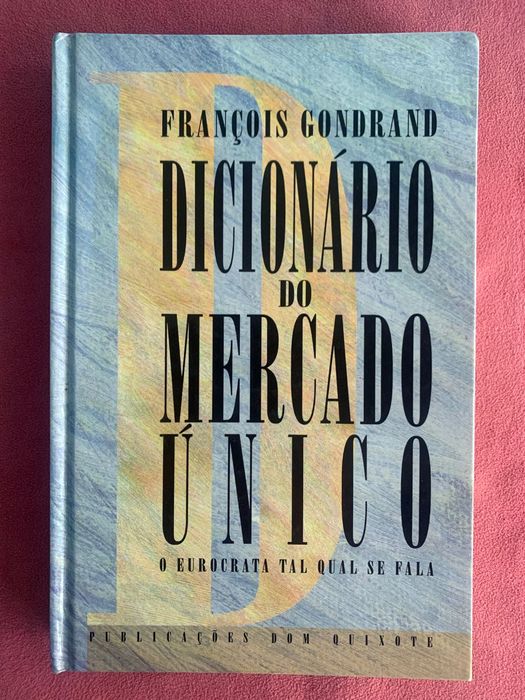 FRANÇOIS GONDRAND
DICIONÁRIO
DO
MERCADO
ÚNICO
O EUROCRATA TAL QUAL SE FALA
PUBLICAÇÕES DOM QUIXOTE